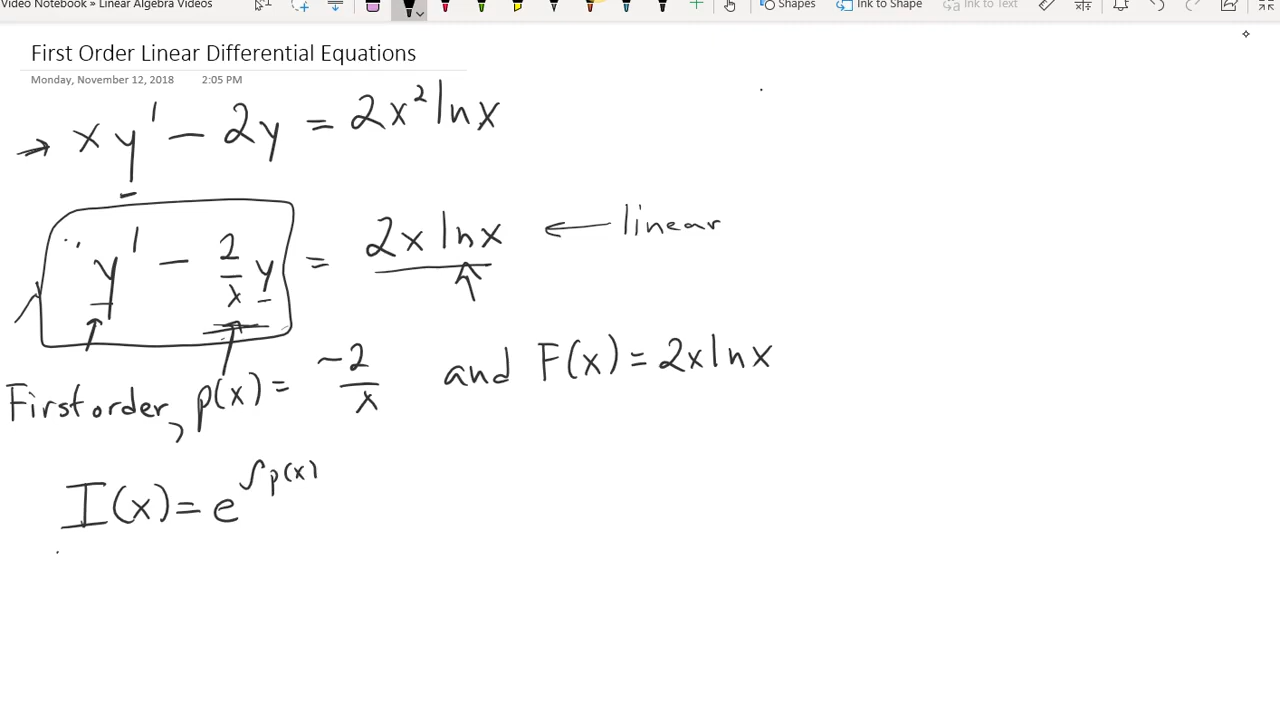 Video Notebook » Linear Algebra Videos Shapes Ink to Shape Ink to Text
First Order Linear Differential Equations
Monday, November 12, 2018 2:05 PM
→ xy' − 2y = 2x² ln x
y' − 2/x y = 2x ln x ← linear
First order, p(x) = −2/x and F(x) = 2x ln x
I(x) = e^∫p(x)